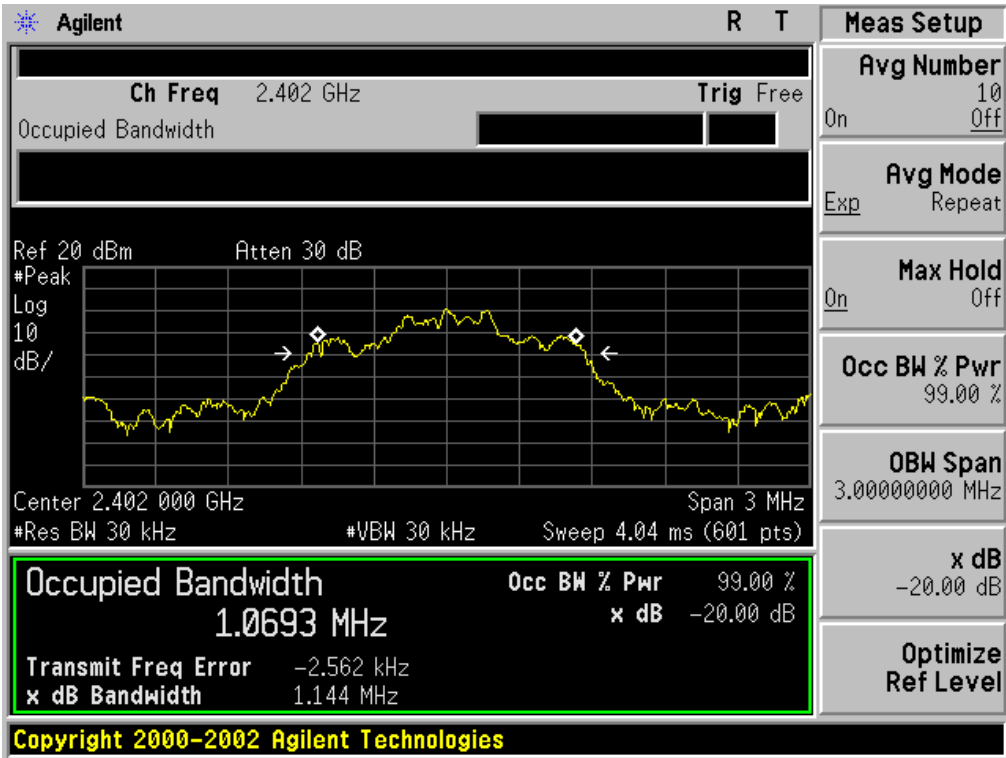 Agilent R T
Ch Freq 2.402 GHz Trig Free
Occupied Bandwidth
Ref 20 dBm Atten 30 dB
#Peak
Log
10
dB/
Center 2.402 000 GHz Span 3 MHz
#Res BW 30 kHz #VBW 30 kHz Sweep 4.04 ms (601 pts)
Occupied Bandwidth Occ BW % Pwr 99.00 %
1.0693 MHz x dB -20.00 dB
Transmit Freq Error -2.562 kHz
x dB Bandwidth 1.144 MHz
Copyright 2000-2002 Agilent Technologies
Meas Setup
Avg Number
10
On Off
Avg Mode
Exp Repeat
Max Hold
On Off
Occ BW % Pwr
99.00 %
OBW Span
3.00000000 MHz
x dB
-20.00 dB
Optimize
Ref Level